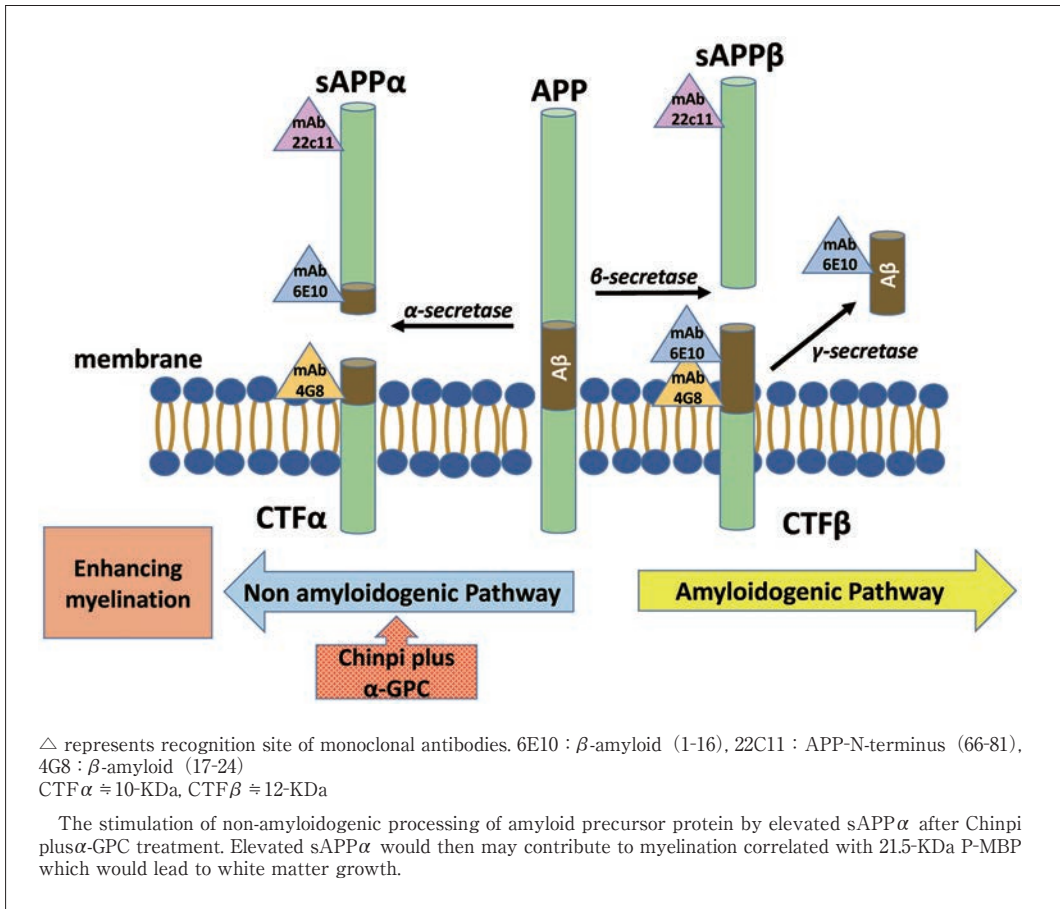 sAPPα
APP
sAPPβ
mAb
22c11
mAb
22c11
mAb
6E10
mAb
6E10
Aβ
α-secretase
β-secretase
γ-secretase
Aβ
membrane
mAb
4G8
mAb
6E10
mAb
4G8
CTFα
CTFβ
Enhancing
myelination
Non amyloidogenic Pathway
Amyloidogenic Pathway
Chinpi plus
α-GPC
△ represents recognition site of monoclonal antibodies. 6E10 : β-amyloid (1-16), 22C11 : APP-N-terminus (66-81),
4G8 : β-amyloid (17-24)
CTFα ≒10-KDa, CTFβ ≒12-KDa
The stimulation of non-amyloidogenic processing of amyloid precursor protein by elevated sAPPα after Chinpi
plusα-GPC treatment. Elevated sAPPα would then may contribute to myelination correlated with 21.5-KDa P-MBP
which would lead to white matter growth.